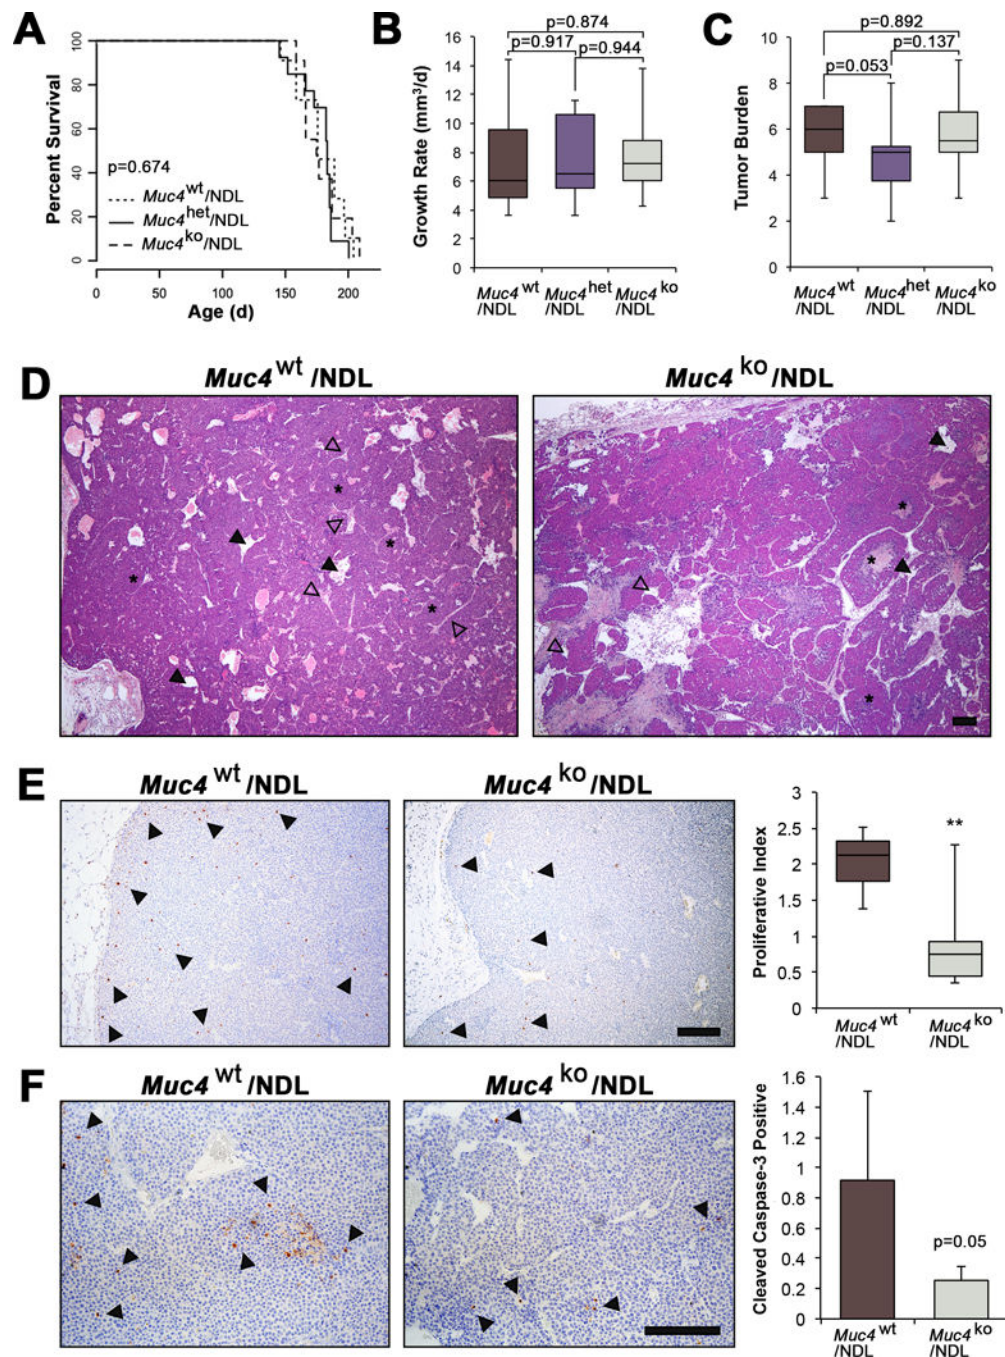 A
Percent Survival
100
80
60
40
20
0
p=0.674
Muc4wt/NDL
Muc4het/NDL
Muc4ko/NDL
0 50 100 150 200
Age (d)
B
p=0.874
p=0.917
p=0.944
Growth Rate (mm³/d)
16
14
12
10
8
6
4
2
0
Muc4wt /NDL
Muc4het /NDL
Muc4ko /NDL
C
p=0.892
p=0.137
p=0.053
Tumor Burden
10
8
6
4
2
0
Muc4wt /NDL
Muc4het /NDL
Muc4ko /NDL
D
Muc4wt/NDL
Muc4ko/NDL
* * * *
* * *
E
Muc4wt/NDL
Muc4ko/NDL
Proliferative Index
3
2.5
2
1.5
1
0.5
0
**
Muc4wt /NDL
Muc4ko /NDL
F
Muc4wt/NDL
Muc4ko/NDL
Cleaved Caspase-3 Positive
1.6
1.4
1.2
1
0.8
0.6
0.4
0.2
0
p=0.05
Muc4wt /NDL
Muc4ko /NDL